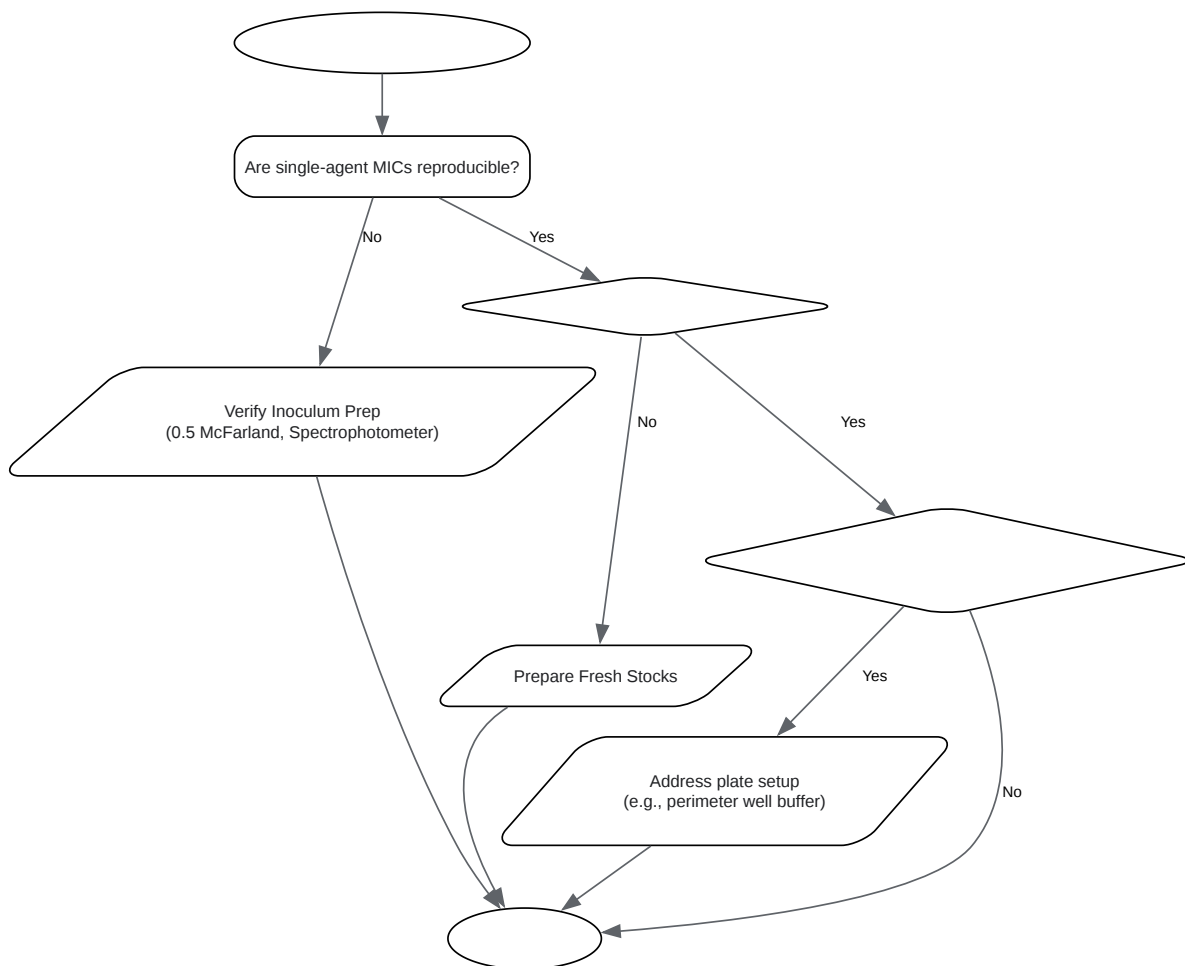 Are single-agent MICs reproducible?
No
Yes
Verify Inoculum Prep
(0.5 McFarland, Spectrophotometer)
No
Yes
Prepare Fresh Stocks
Yes
Address plate setup
(e.g., perimeter well buffer)
No